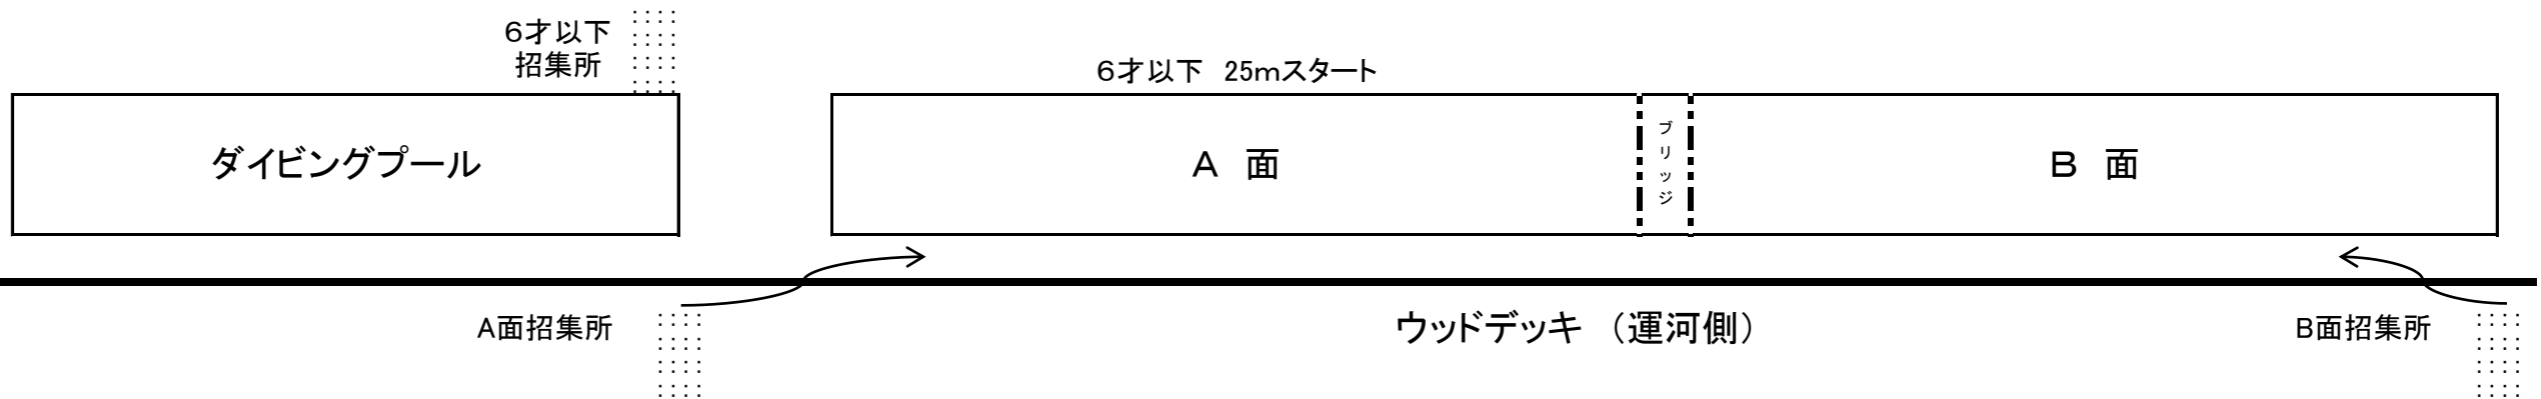 ６才以下
招集所
６才以下 25mスタート
ダイビングプール
Ａ 面
ブリッジ
Ｂ 面
A面招集所
ウッドデッキ （運河側）
B面招集所